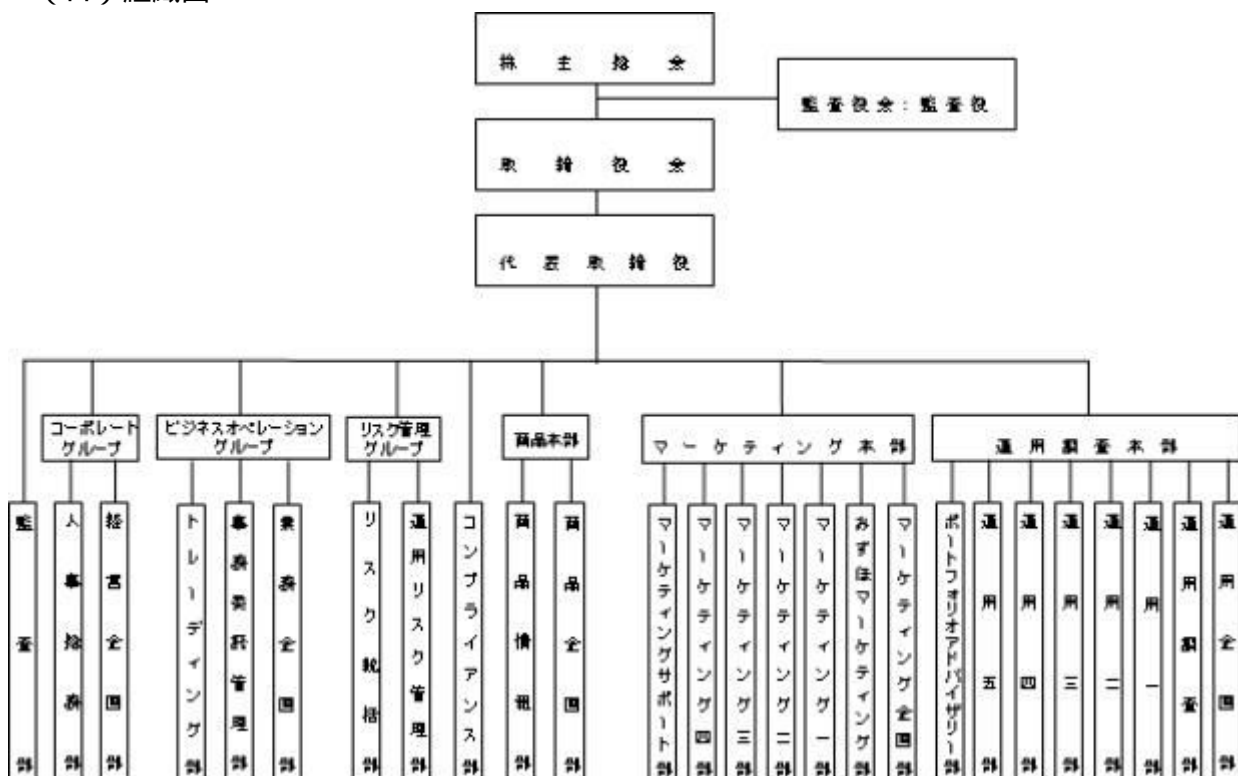 株主総会
監査役会：監査役
取締役会
代表取締役
コーポレート
グループ
ビジネスオペレーション
グループ
リスク管理
グループ
商品本部
マーケティング本部
運用調査本部
監査部
人事総務部
経営企画部
トレーディング部
事務委託管理部
業務企画部
リスク統括部
運用リスク管理部
コンプライアンス部
商品情報部
商品企画部
マーケティングサポート部
マーケティング四部
マーケティング三部
マーケティング二部
マーケティング一部
みずほマーケティング部
マーケティング企画部
ポートフォリオアドバイザリー部
運用五部
運用四部
運用三部
運用二部
運用一部
運用調査部
運用企画部